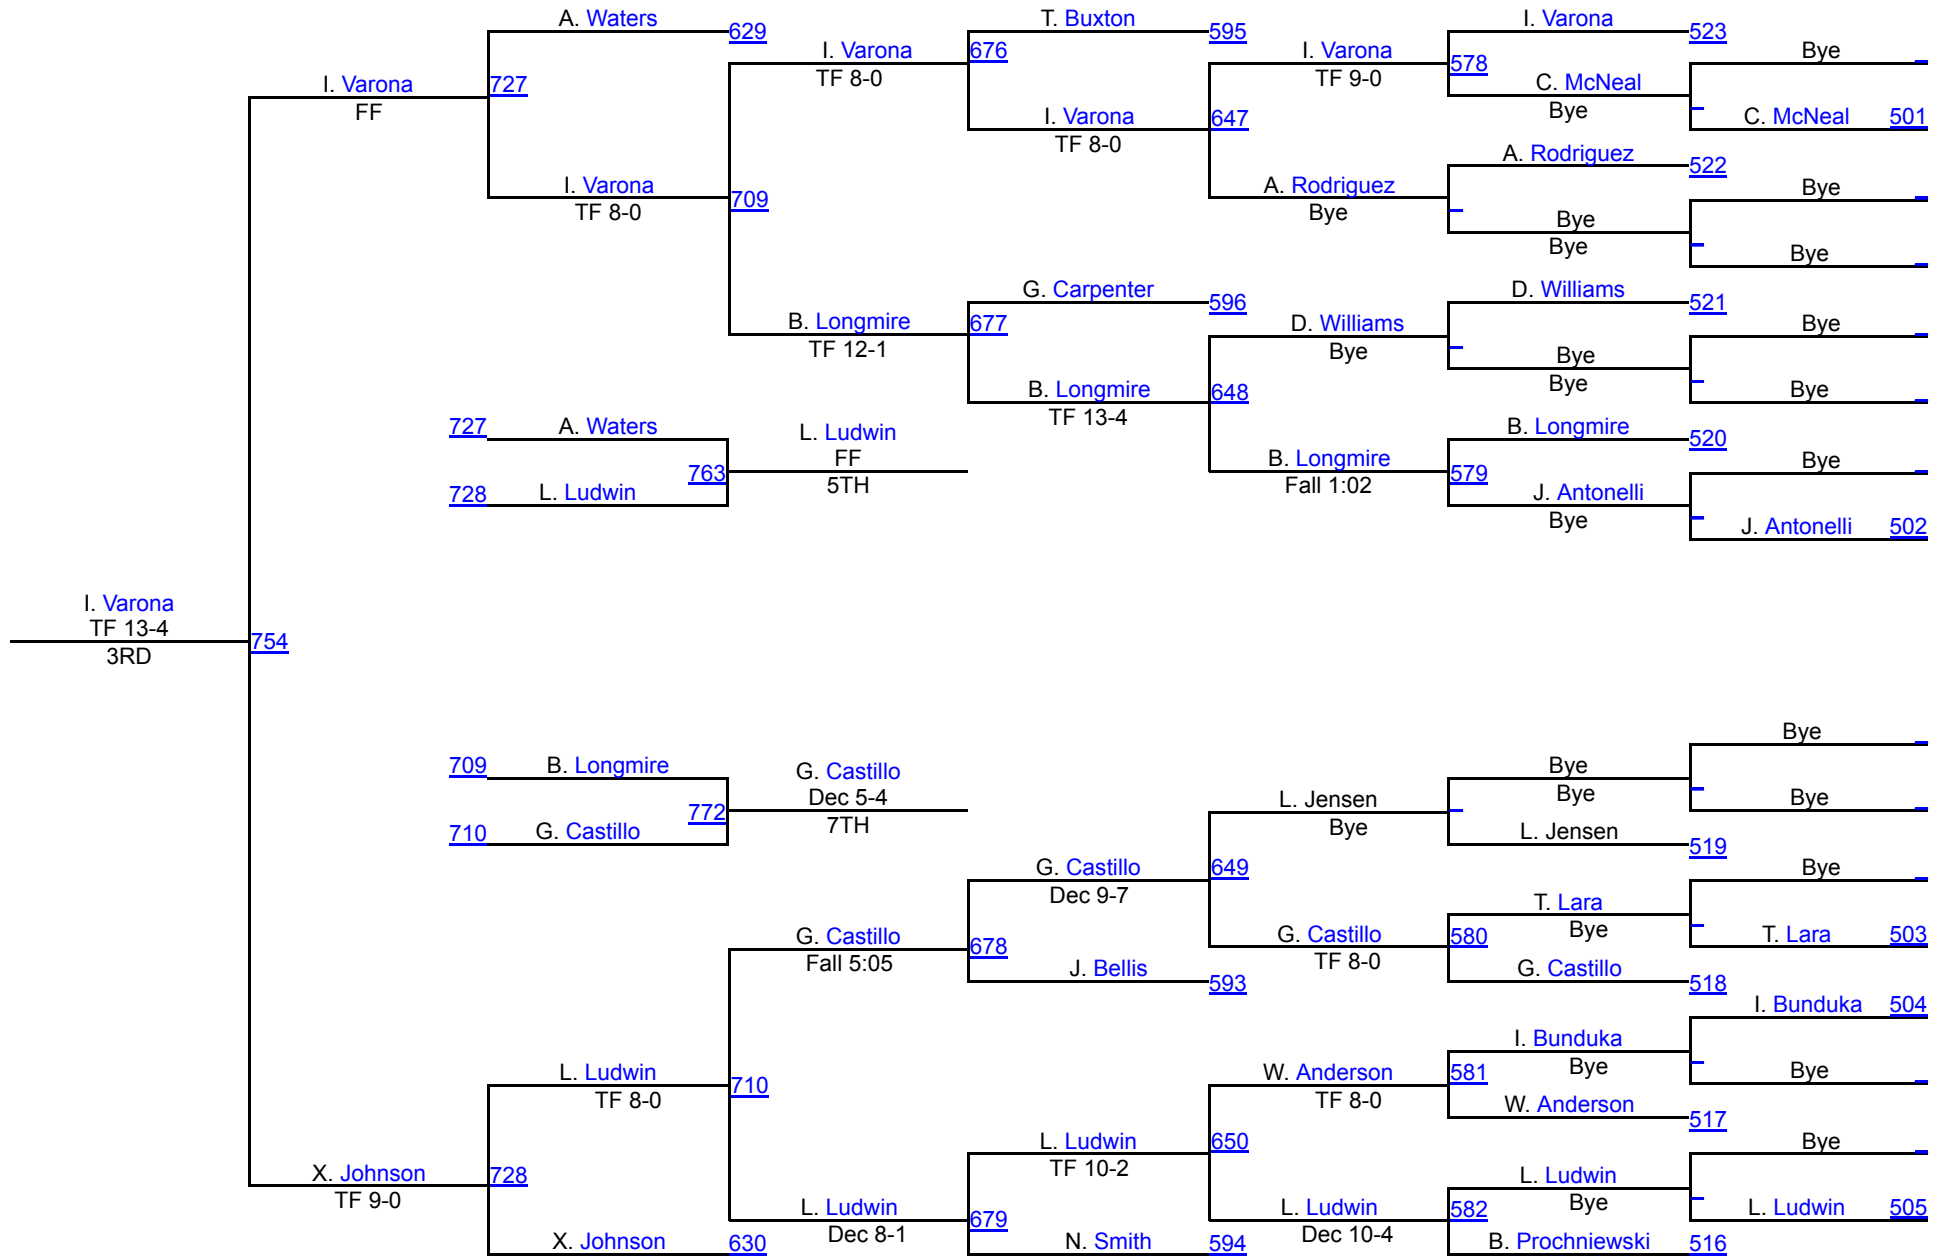 A. Waters
629
T. Buxton
595
I. Varona
523
I. Varona
TF 8-0
676
I. Varona
TF 9-0
578
Bye
I. Varona
FF
727
C. McNeal
Bye
C. McNeal 501
I. Varona
TF 8-0
647
A. Rodriguez
522
I. Varona
TF 8-0
709
A. Rodriguez
Bye
Bye
Bye
Bye
Bye
G. Carpenter
596
D. Williams
521
B. Longmire
TF 12-1
677
D. Williams
Bye
Bye
Bye
Bye
Bye
B. Longmire
TF 13-4
648
727 A. Waters
L. Ludwin
FF
5TH
763
728 L. Ludwin
B. Longmire
520
B. Longmire
Fall 1:02
579
Bye
J. Antonelli
Bye
J. Antonelli 502
I. Varona
TF 13-4
3RD
754
Bye
709 B. Longmire
G. Castillo
Dec 5-4
7TH
772
710 G. Castillo
Bye
Bye
Bye
L. Jensen
Bye
L. Jensen
519
G. Castillo
Dec 9-7
649
Bye
T. Lara
Bye
T. Lara 503
G. Castillo
Fall 5:05
678
G. Castillo
TF 8-0
580
J. Bellis
593
G. Castillo
518
I. Bunduka 504
I. Bunduka
Bye
Bye
L. Ludwin
TF 8-0
710
W. Anderson
TF 8-0
581
W. Anderson
517
L. Ludwin
TF 10-2
650
Bye
X. Johnson
TF 9-0
728
L. Ludwin
Bye
L. Ludwin 505
L. Ludwin
Dec 8-1
679
L. Ludwin
Dec 10-4
582
X. Johnson
630
N. Smith
594
B. Prochniewski
516